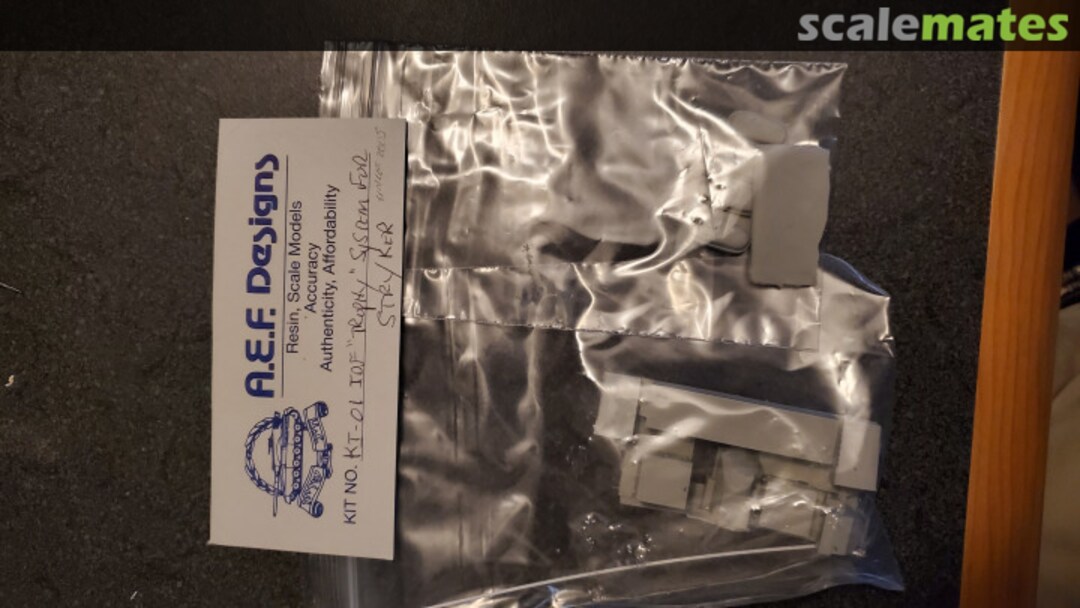 scalemates
A.E.F. Designs
Resin, Scale Models
Accuracy
Authenticity, Affordability
KIT NO. KT-01 IDF "TROPHY" SYSTEM FOR
STRYKER